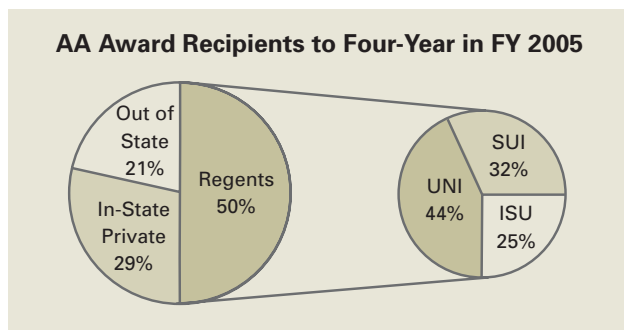 AA Award Recipients to Four-Year in FY 2005
Out of
State
21%
In-State
Private
29%
Regents
50%
UNI
44%
SUI
32%
ISU
25%